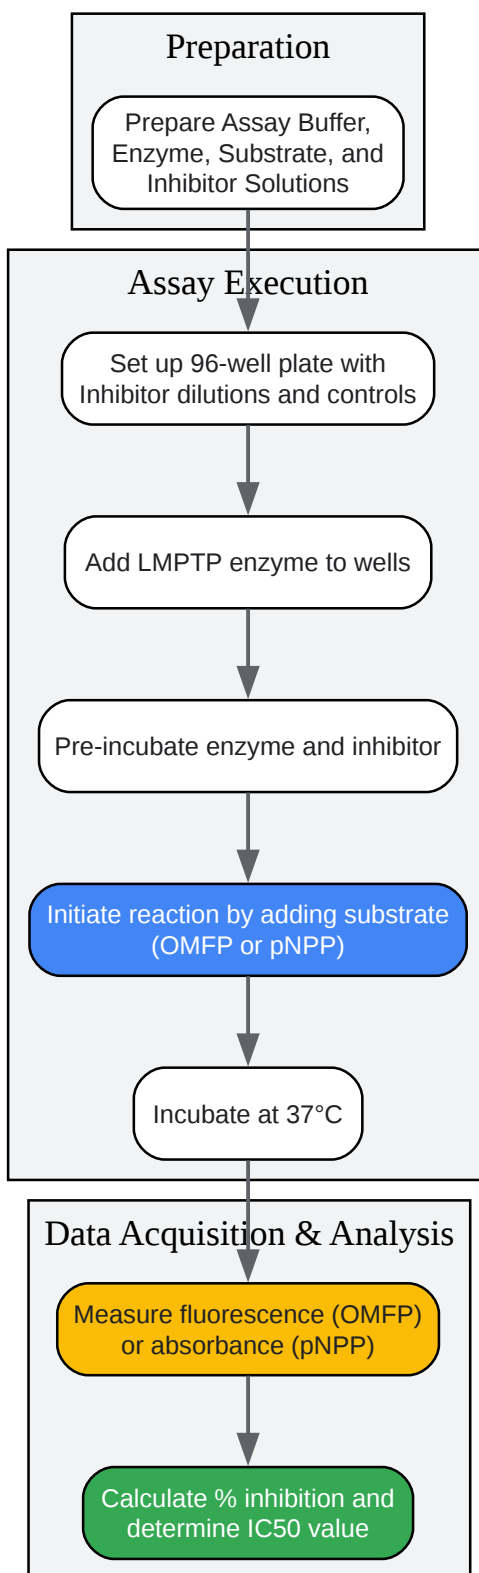 Preparation
Prepare Assay Buffer,
Enzyme, Substrate, and
Inhibitor Solutions
Assay Execution
Set up 96-well plate with
Inhibitor dilutions and controls
Add LMPTP enzyme to wells
Pre-incubate enzyme and inhibitor
Initiate reaction by adding substrate
(OMFP or pNPP)
Incubate at 37°C
Data Acquisition & Analysis
Measure fluorescence (OMFP)
or absorbance (pNPP)
Calculate % inhibition and
determine IC50 value